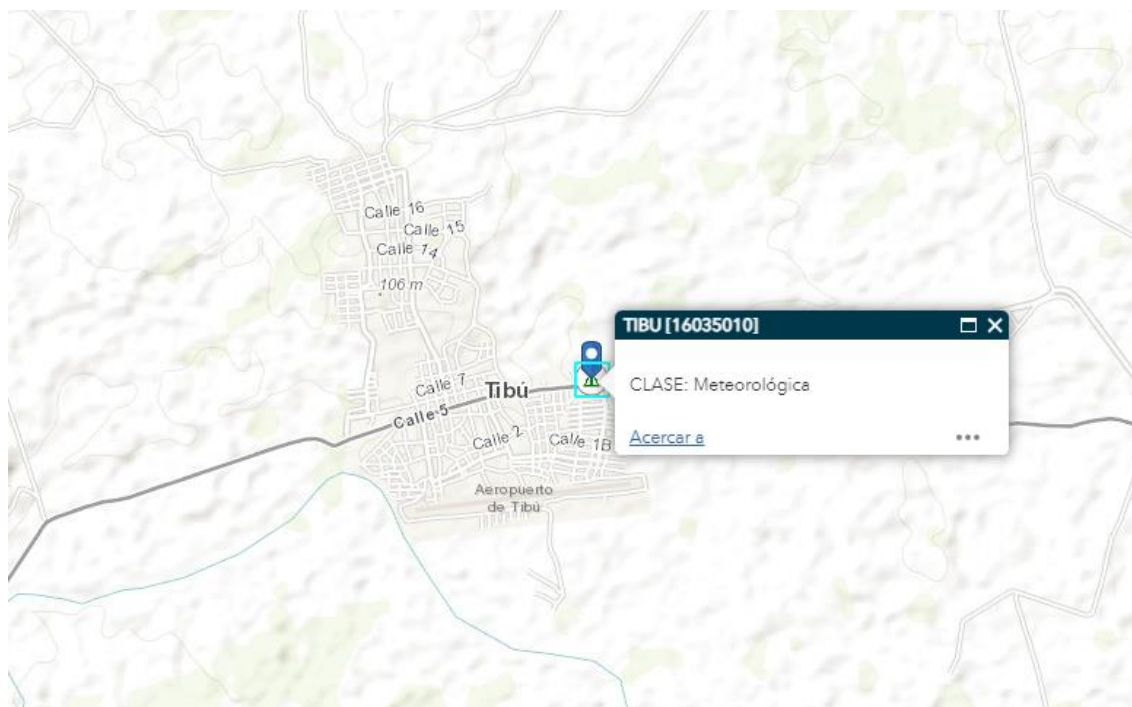 Calle 16
Calle 15
Calle 14
106 m
TIBU [16035010]
CLASE: Meteorológica
Acercar a
Calle 7
Tibú
Calle 5
Calle 2
Calle 1B
Aeropuerto
de Tibú